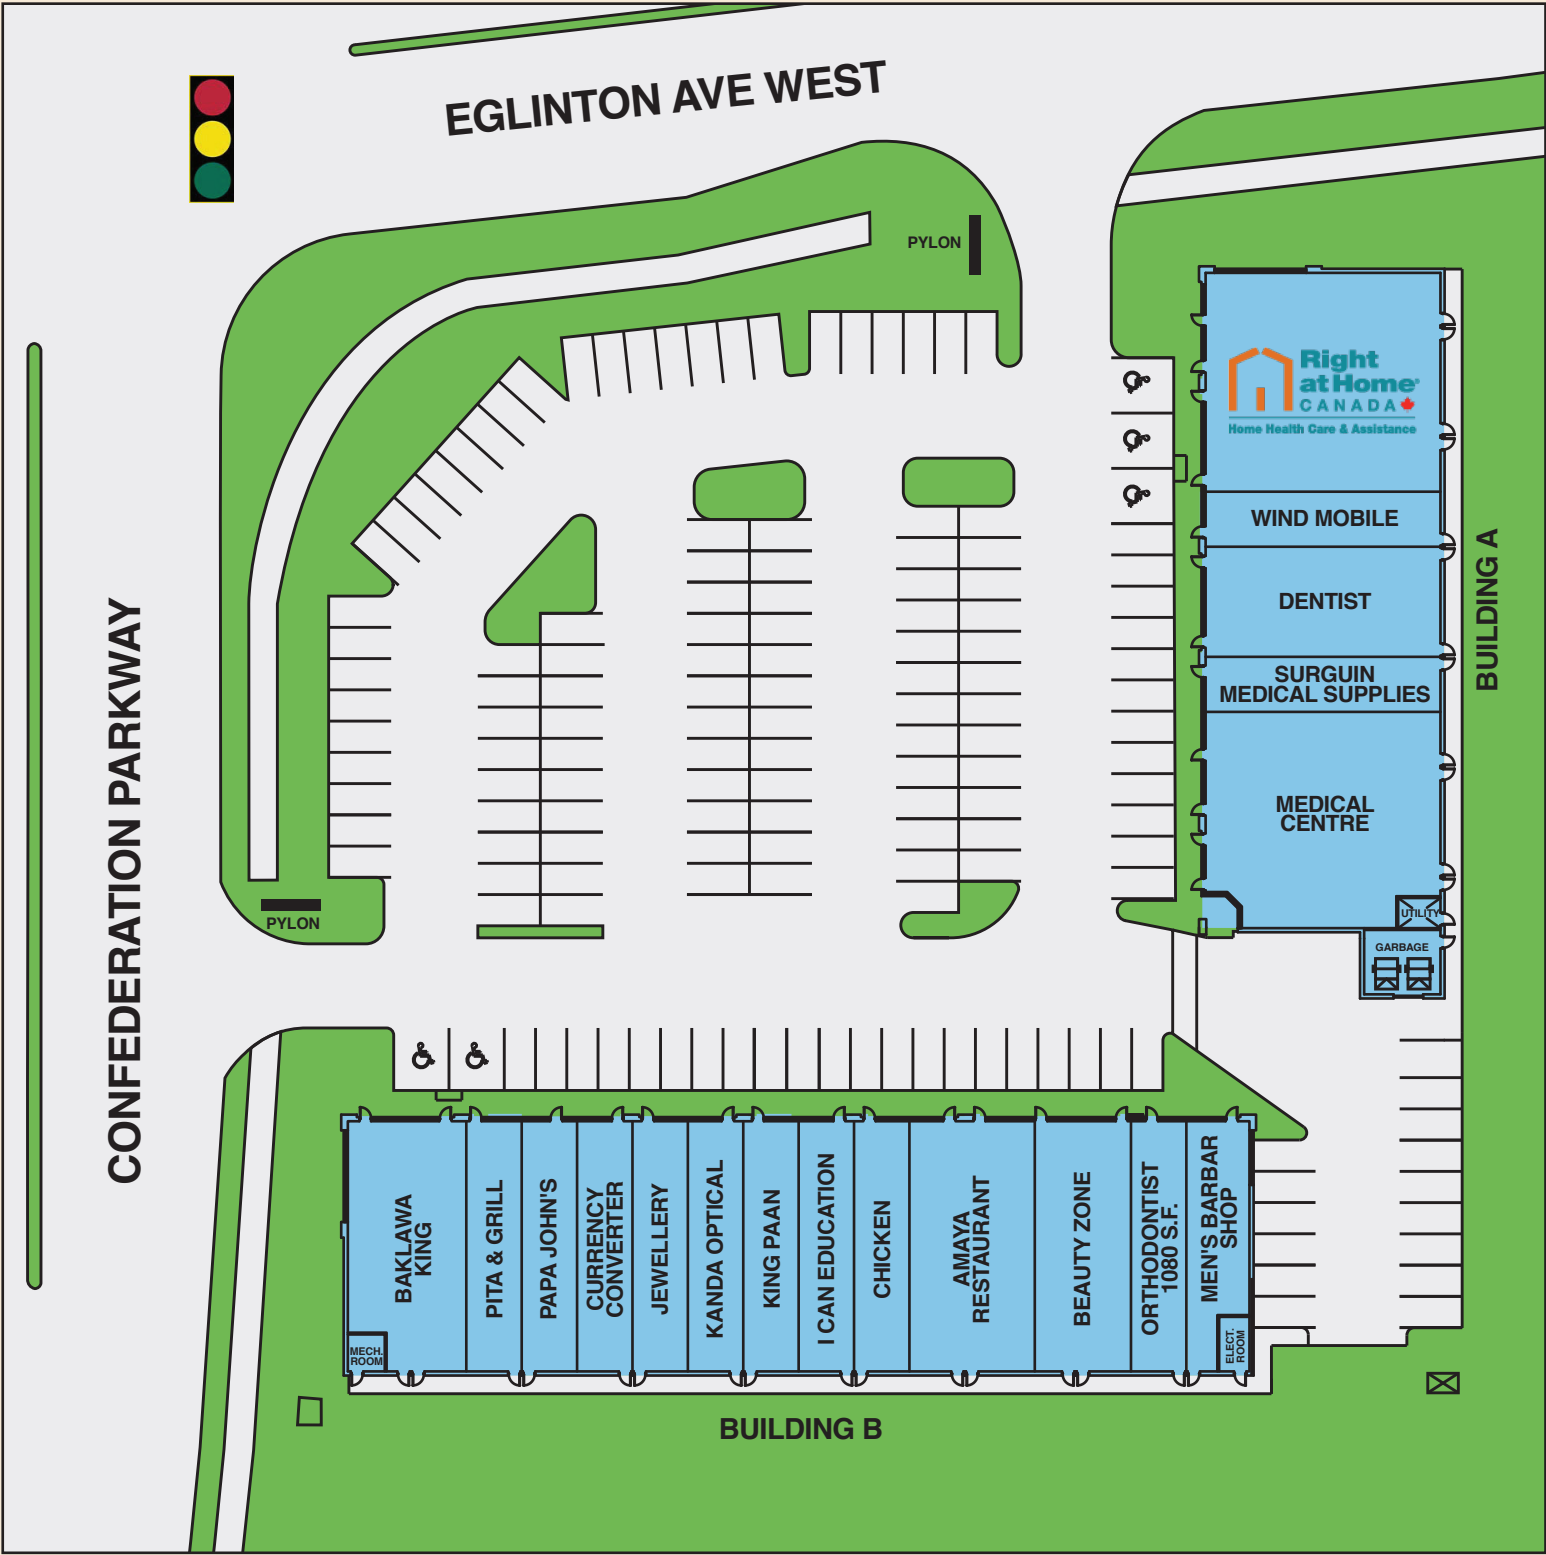 EGLINTON AVE WEST
PYLON
Right
at Home®
CANADA
Home Health Care & Assistance
WIND MOBILE
DENTIST
SURGUIN
MEDICAL SUPPLIES
MEDICAL
CENTRE
UTILITY
GARBAGE
BUILDING A
CONFEDERATION PARKWAY
PYLON
BAKLAWA
KING
MECH.
ROOM
PITA & GRILL
PAPA JOHN'S
CURRENCY
CONVERTER
JEWELLERY
KANDA OPTICAL
KING PAAN
I CAN EDUCATION
CHICKEN
AMAYA
RESTAURANT
BEAUTY ZONE
ORTHODONTIST
1080 S.F.
MEN'S BARBAR
SHOP
ELECT.
ROOM
BUILDING B